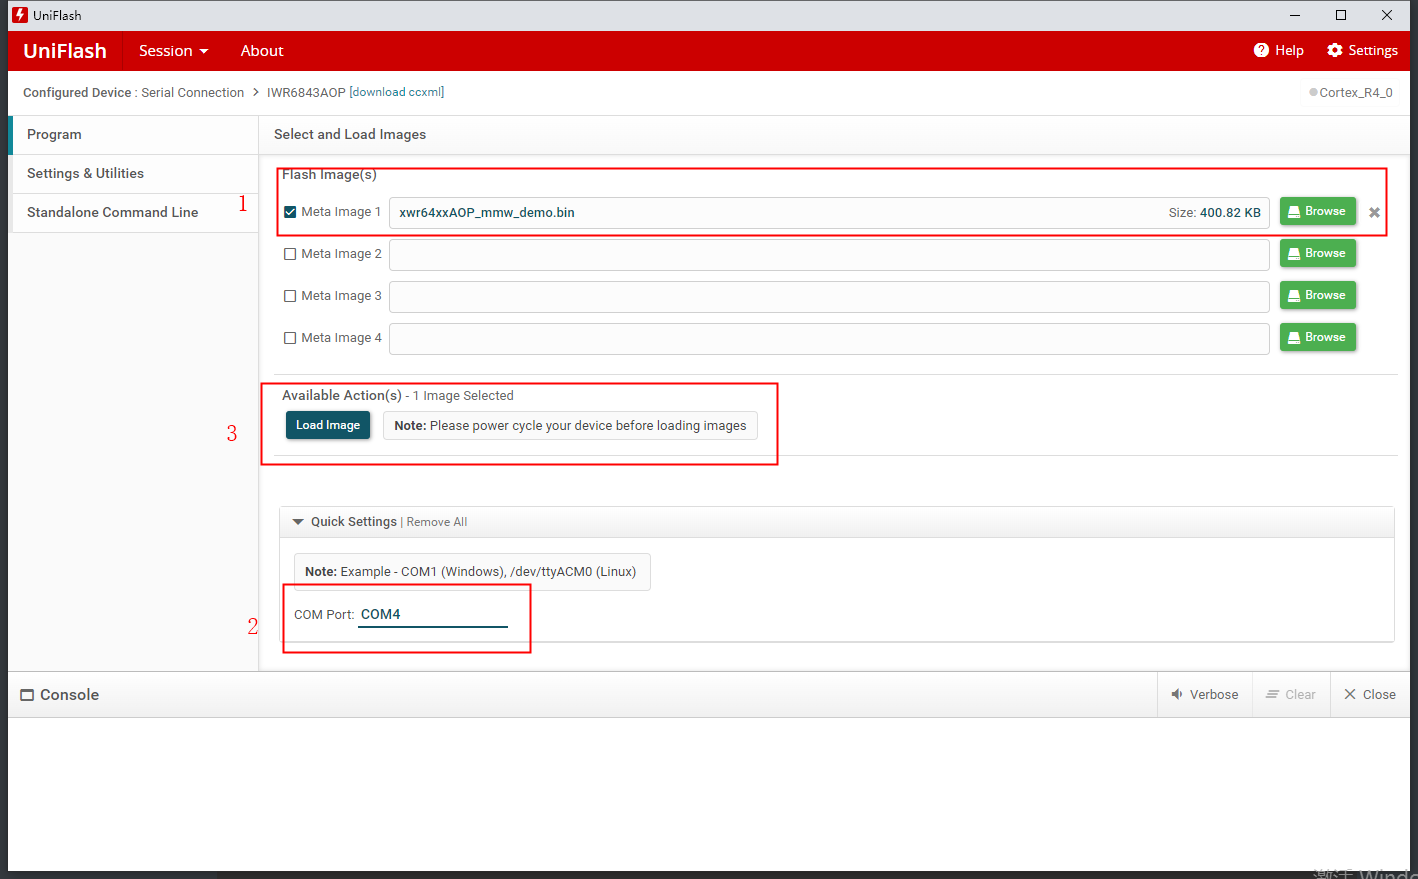 UniFlash
UniFlash Session About Help Settings
Configured Device : Serial Connection > IWR6843AOP [download ccxml] Cortex_R4_0
Program
Settings & Utilities
Standalone Command Line
Select and Load Images
Flash Image(s)
1
Meta Image 1 xwr64xxAOP_mmw_demo.bin Size: 400.82 KB Browse
Meta Image 2 Browse
Meta Image 3 Browse
Meta Image 4 Browse
Available Action(s) - 1 Image Selected
3
Load Image Note: Please power cycle your device before loading images
Quick Settings | Remove All
Note: Example - COM1 (Windows), /dev/ttyACM0 (Linux)
2
COM Port: COM4
Console Verbose Clear Close